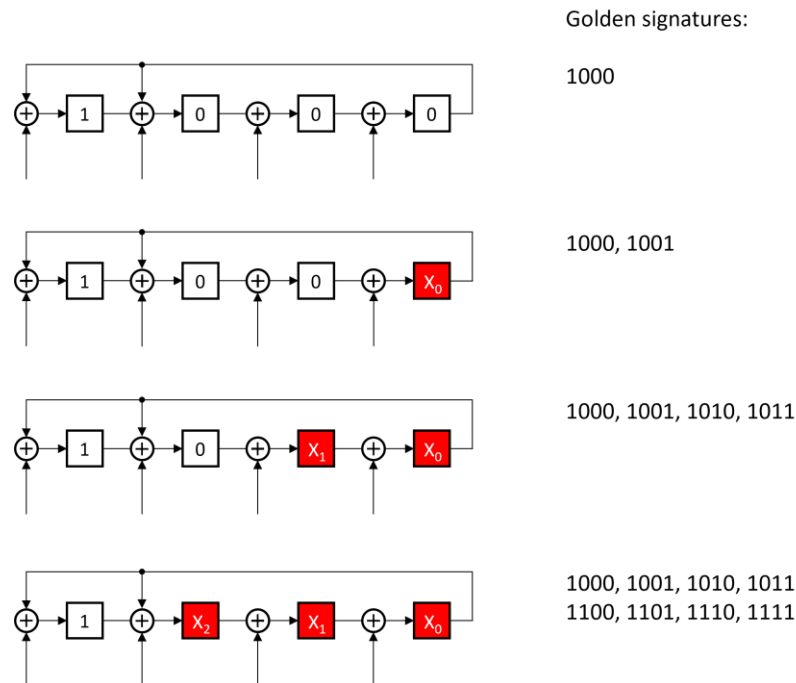 Golden signatures:
1000
1 0 0 0
1000, 1001
1 0 0 X₀
1000, 1001, 1010, 1011
1 0 X₁ X₀
1000, 1001, 1010, 1011
1100, 1101, 1110, 1111
1 X₂ X₁ X₀